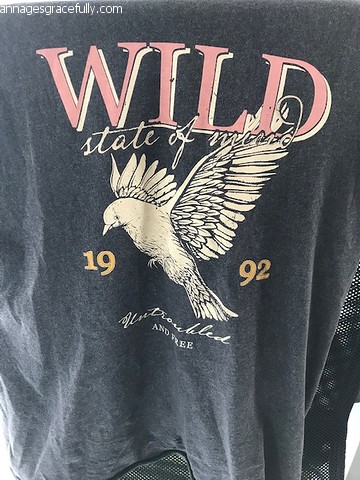 annagesgracefully.com
WILD
state of mind
19 92
Untroubled
AND FREE